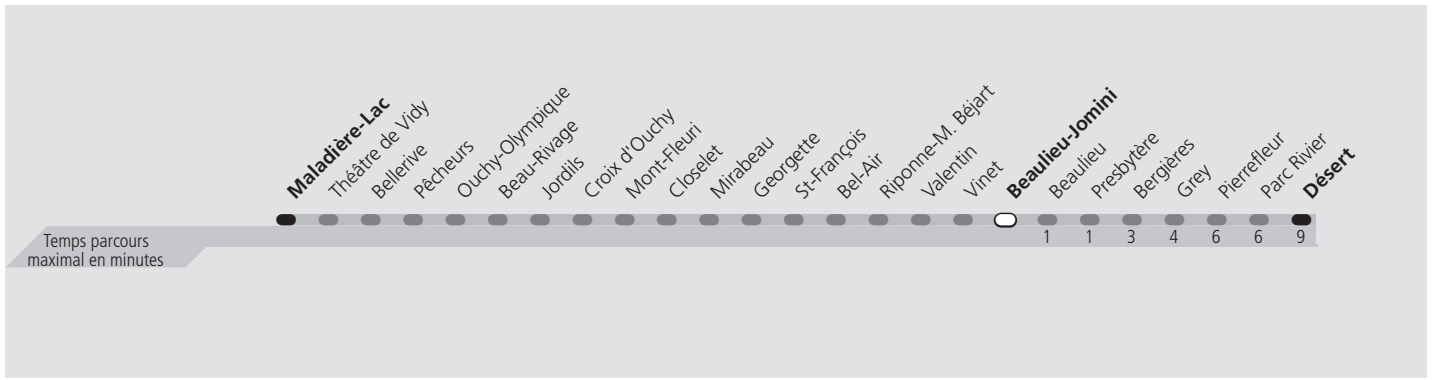 Maladière-Lac
Théâtre de Vidy
Bellerive
Pêcheurs
Ouchy-Olympique
Beau-Rivage
Jordils
Croix d'Ouchy
Mont-Fleuri
Closelet
Mirabeau
Georgette
St-François
Bel-Air
Riponne-M. Béjart
Valentin
Vinet
Beaulieu-Jomini
Beaulieu
Presbytère
Bergières
Grey
Pierrefleur
Parc Rivier
Désert
Temps parcours
maximal en minutes
1 1 3 4 6 6 9